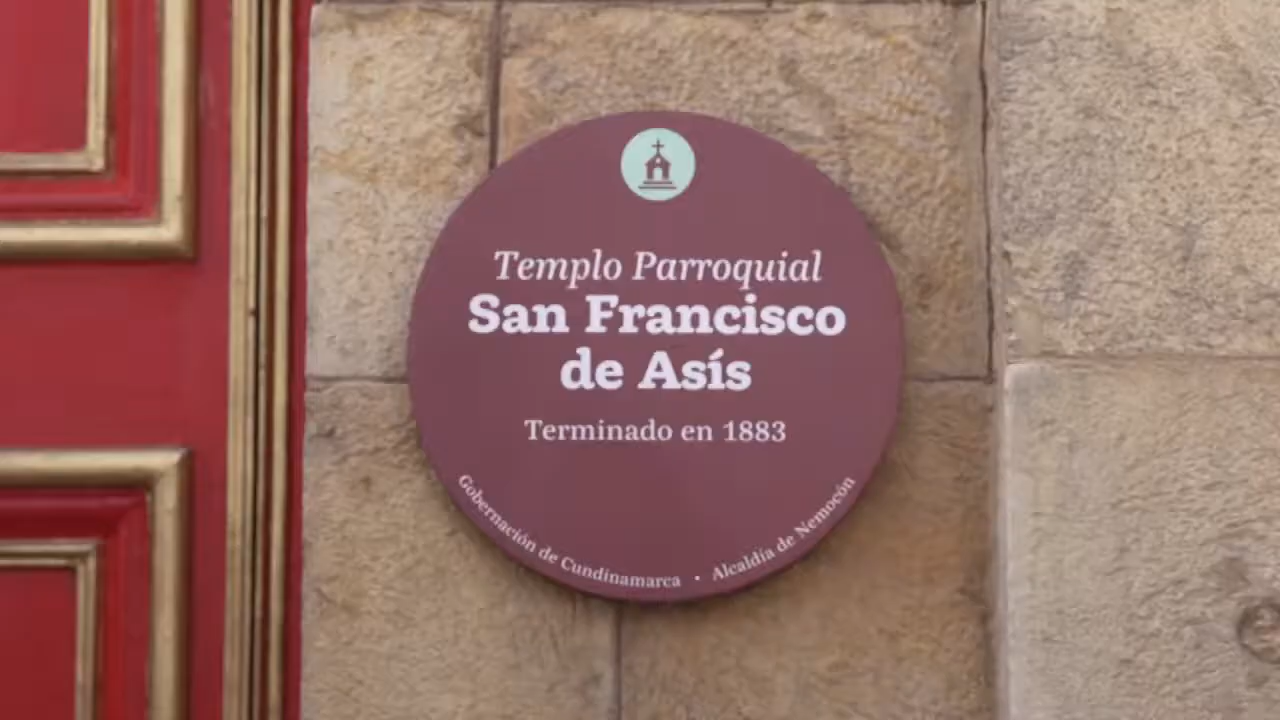 Templo Parroquial
San Francisco
de Asís
Terminado en 1883
Gobernación de Cundinamarca • Alcaldía de Nemocón